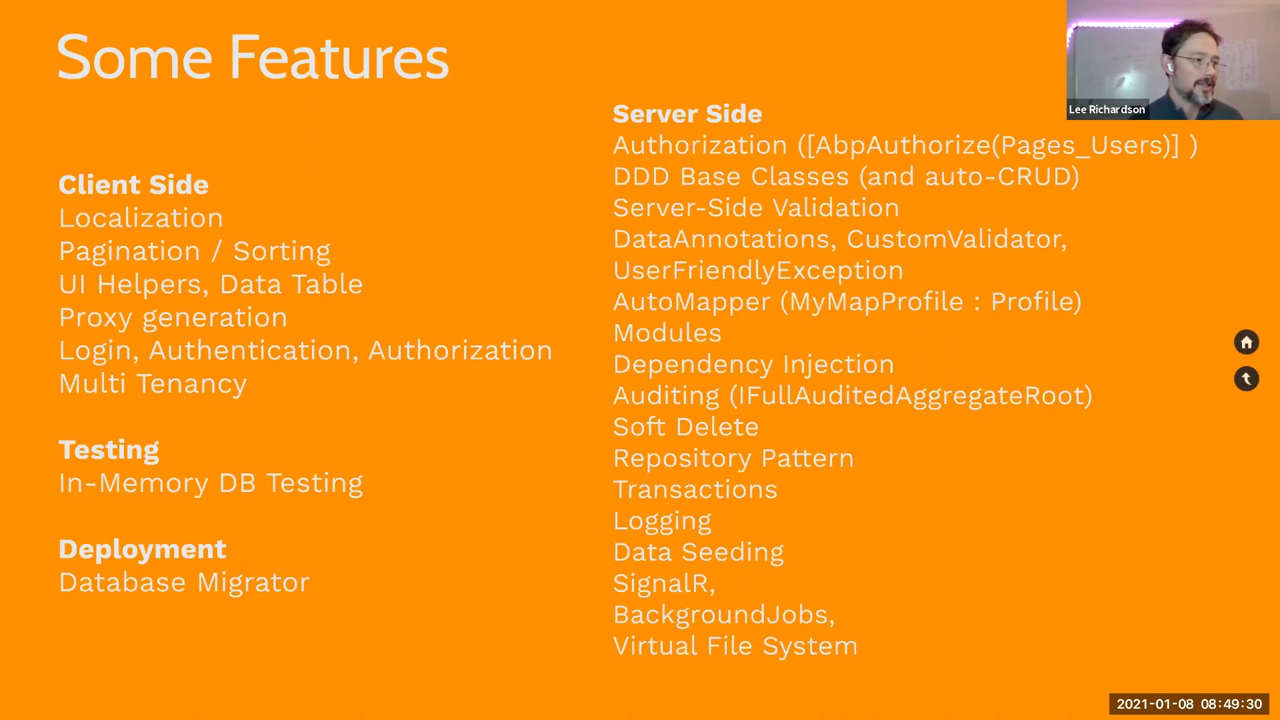 Some Features
Lee Richardson
Client Side
Localization
Pagination / Sorting
UI Helpers, Data Table
Proxy generation
Login, Authentication, Authorization
Multi Tenancy
Testing
In-Memory DB Testing
Deployment
Database Migrator
Server Side
Authorization ([AbpAuthorize(Pages_Users)] )
DDD Base Classes (and auto-CRUD)
Server-Side Validation
DataAnnotations, CustomValidator,
UserFriendlyException
AutoMapper (MyMapProfile : Profile)
Modules
Dependency Injection
Auditing (IFullAuditedAggregateRoot)
Soft Delete
Repository Pattern
Transactions
Logging
Data Seeding
SignalR,
BackgroundJobs,
Virtual File System
2021-01-08 08:49:30